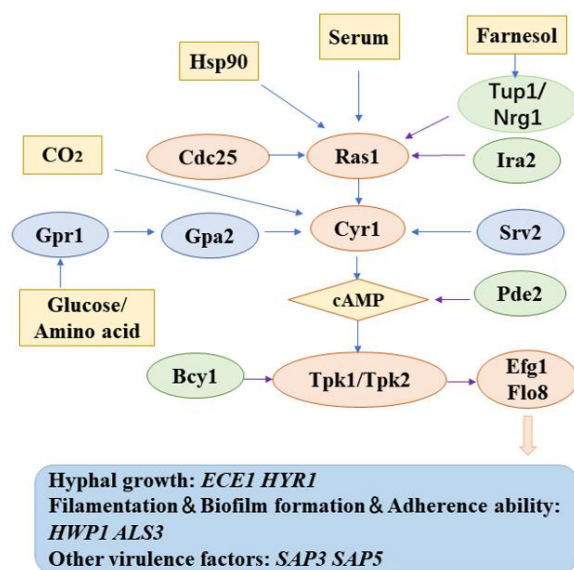 Serum
Farnesol
Hsp90
Tup1/
Nrg1
CO2
Cdc25
Ras1
Ira2
Gpr1
Gpa2
Cyr1
Srv2
Glucose/
Amino acid
cAMP
Pde2
Bcy1
Tpk1/Tpk2
Efg1
Flo8
Hyphal growth: ECE1 HYR1
Filamentation & Biofilm formation & Adherence ability:
HWP1 ALS3
Other virulence factors: SAP3 SAP5